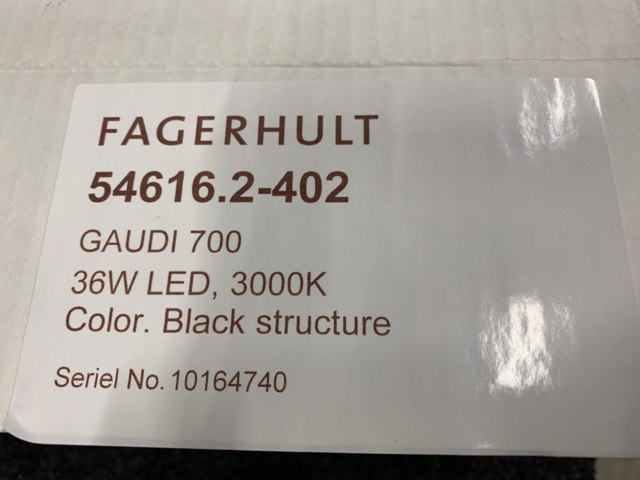 FAGERHULT
54616.2-402
GAUDI 700
36W LED, 3000K
Color. Black structure
Seriel No. 10164740